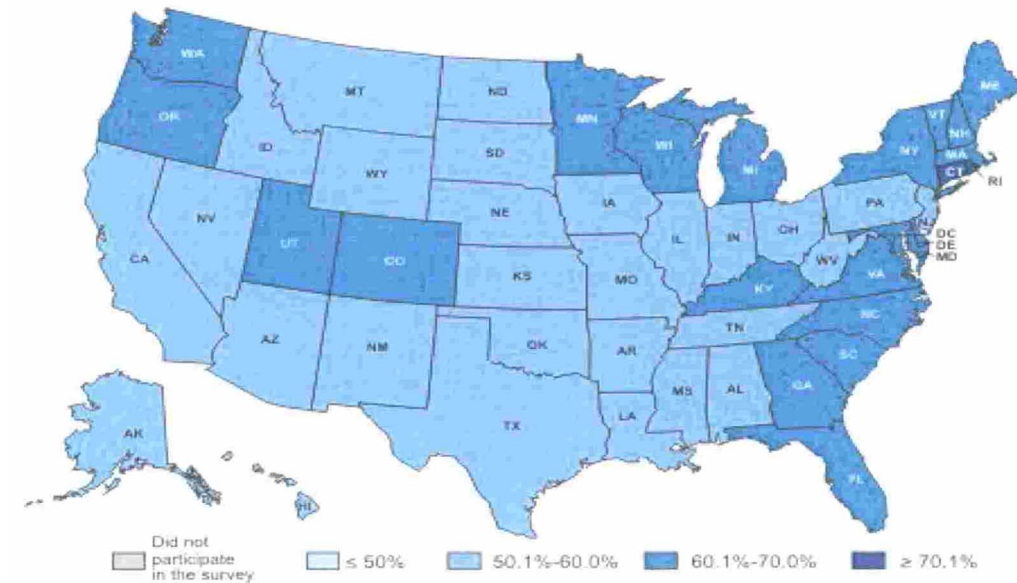 WA
MT
ND
MN
ME
OR
ID
SD
WI
VT
NH
NY
MA
WY
MI
CT
RI
NE
IA
PA
NV
NJ
UT
CO
IL
IN
OH
DC
DE
MD
CA
KS
MO
WV
VA
KY
NC
TN
AZ
NM
OK
AR
SC
MS
AL
GA
TX
LA
AK
FL
HI
Did not
participate
in the survey
≤ 50%
50.1%-60.0%
60.1%-70.0%
≥ 70.1%